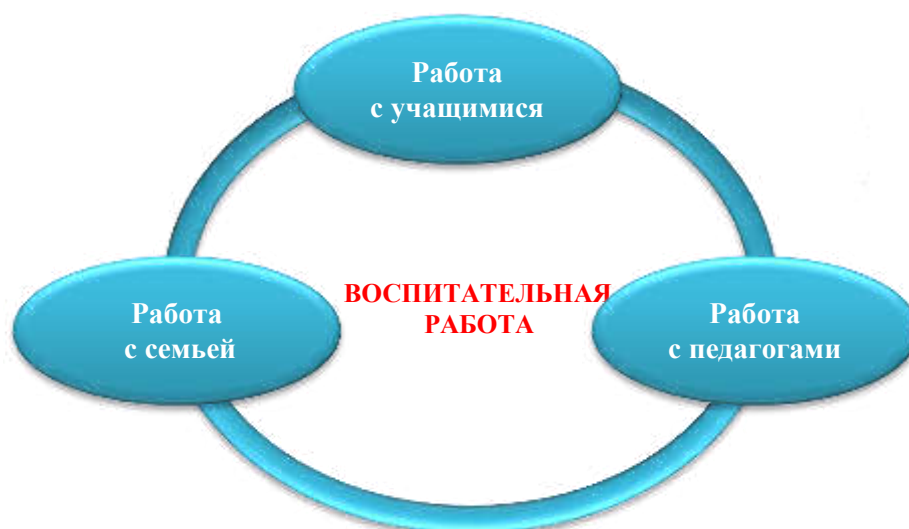 Работа
с учащимися
ВОСПИТАТЕЛЬНАЯ
РАБОТА
Работа
с семьей
Работа
с педагогами